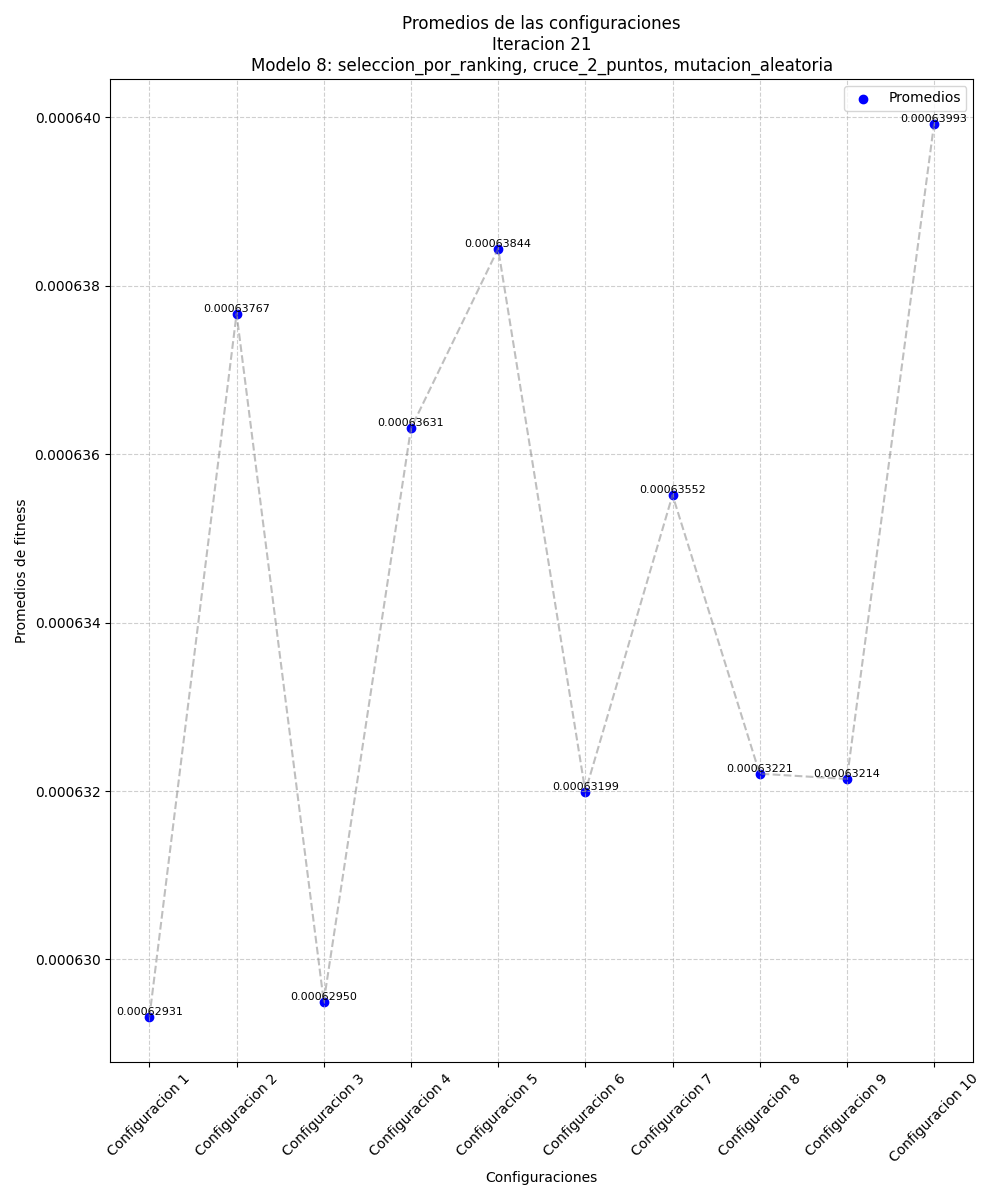 Promedios de las configuraciones
Iteracion 21
Modelo 8: seleccion_por_ranking, cruce_2_puntos, mutacion_aleatoria
Promedios
0.000640
0.000638
0.000636
0.000634
0.000632
0.000630
Promedios de fitness
0.00062931
0.00063767
0.00062950
0.00063631
0.00063844
0.00063199
0.00063552
0.00063221
0.00063214
0.00063993
Configuracion 1
Configuracion 2
Configuracion 3
Configuracion 4
Configuracion 5
Configuracion 6
Configuracion 7
Configuracion 8
Configuracion 9
Configuracion 10
Configuraciones